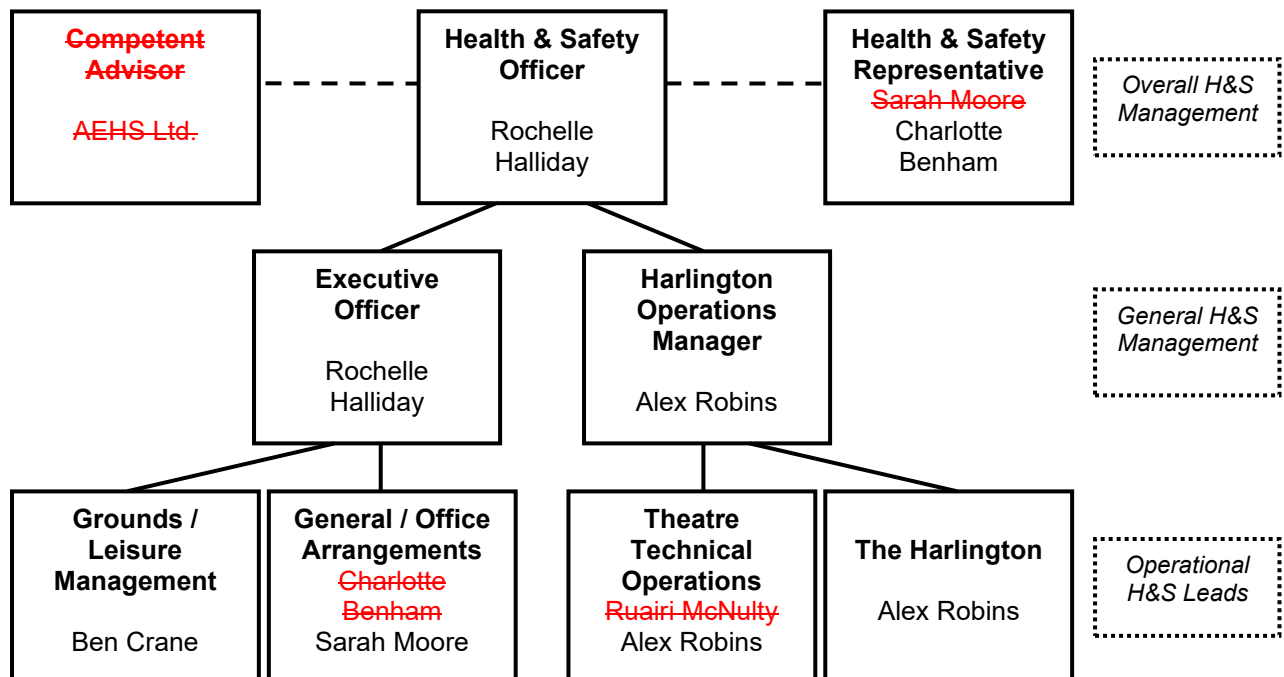 Competent
Advisor
AEHS Ltd.
Health & Safety
Officer
Rochelle
Halliday
Health & Safety
Representative
Sarah Moore
Charlotte
Benham
Overall H&S
Management
Executive
Officer
Rochelle
Halliday
Harlington
Operations
Manager
Alex Robins
General H&S
Management
Grounds /
Leisure
Management
Ben Crane
General / Office
Arrangements
Charlotte
Benham
Sarah Moore
Theatre
Technical
Operations
Ruairi McNulty
Alex Robins
The Harlington
Alex Robins
Operational
H&S Leads